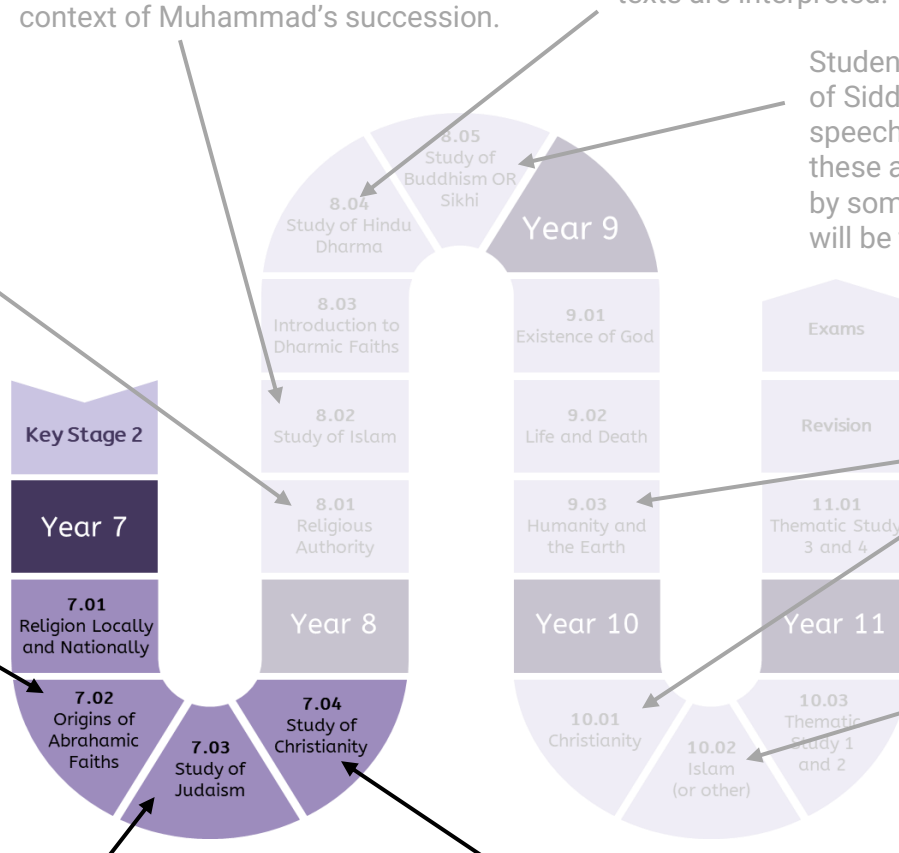 context of Muhammad's succession.
texts are interpreted.
Studen
of Sidd
speech
these a
by som
will be
8.05
Study of
Buddhism OR
Sikhi
8.04
Study of Hindu
Dharma
Year 9
8.03
Introduction to
Dharmic Faiths
9.01
Existence of God
Exams
Key Stage 2
8.02
Study of Islam
9.02
Life and Death
Revision
Year 7
8.01
Religious
Authority
9.03
Humanity and
the Earth
11.01
Thematic Study
3 and 4
7.01
Religion Locally
and Nationally
Year 8
Year 10
Year 11
7.02
Origins of
Abrahamic
Faiths
7.03
Study of
Judaism
7.04
Study of
Christianity
10.01
Christianity
10.02
Islam
(or other)
10.03
Thematic
Study 1
and 2